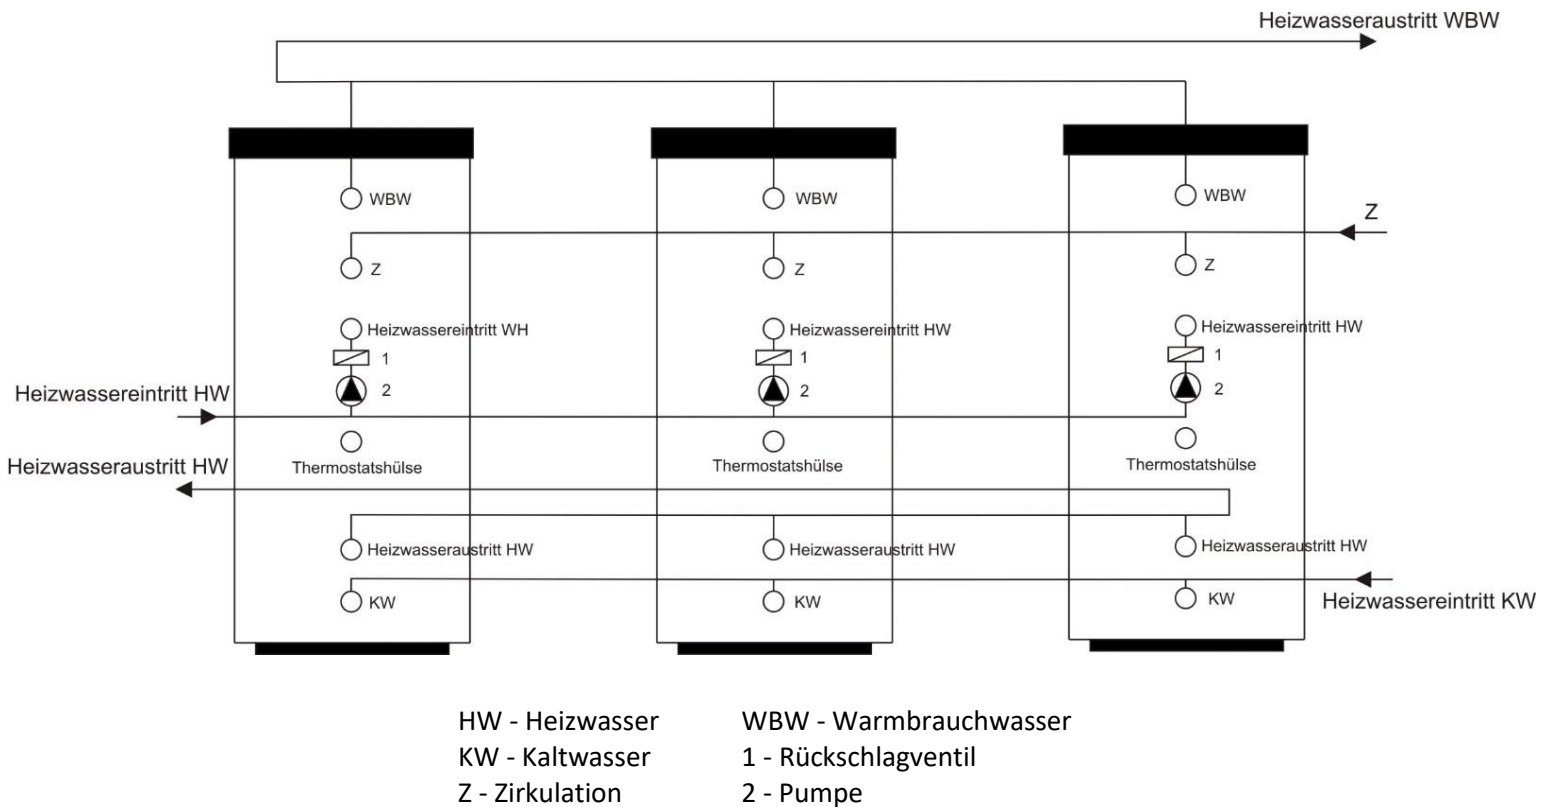 Heizwasseraustritt WBW
WBW
WBW
WBW
Z
Z
Z
Z
Heizwassereintritt WH
Heizwassereintritt HW
Heizwassereintritt HW
1
1
1
Heizwassereintritt HW
2
2
2
Heizwasseraustritt HW
Thermostatshülse
Thermostatshülse
Thermostatshülse
Heizwasseraustritt HW
Heizwasseraustritt HW
Heizwasseraustritt HW
KW
KW
KW
Heizwassereintritt KW
HW - Heizwasser
WBW - Warmbrauchwasser
KW - Kaltwasser
1 - Rückschlagventil
Z - Zirkulation
2 - Pumpe